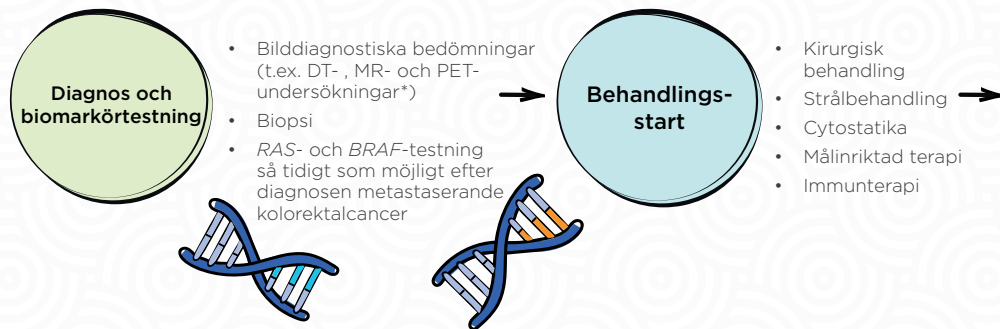 Diagnos och
biomarkörtestning
• Bilddiagnostiska bedömningar
(t.ex. DT- , MR- och PET-
undersökningar*)
• Biopsi
• RAS- och BRAF-testning
så tidigt som möjligt efter
diagnosen metastaserande
kolorektalcancer
Behandlings-
start
• Kirurgisk
behandling
• Strålbehandling
• Cytostatika
• Målinriktad terapi
• Immunterapi